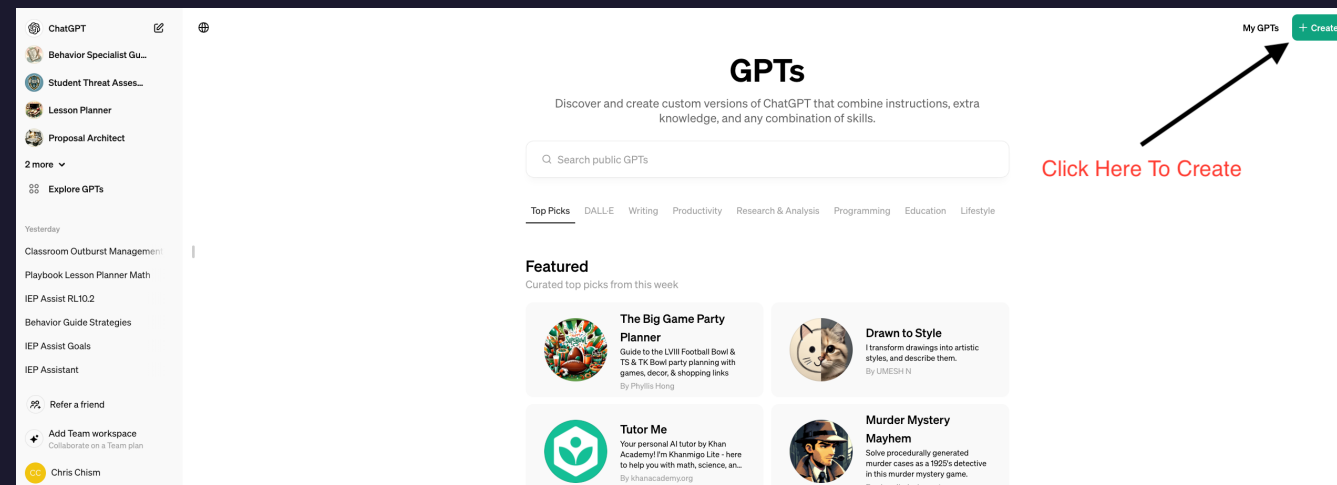 ChatGPT
Behavior Specialist Gu...
Student Threat Asses...
Lesson Planner
Proposal Architect
2 more
Explore GPTs
Yesterday
Classroom Outburst Management
Playbook Lesson Planner Math
IEP Assist RL10.2
Behavior Guide Strategies
IEP Assist Goals
IEP Assistant
Refer a friend
Add Team workspace
Collaborate on a Team plan
CC Chris Chism
My GPTs
+ Create
Click Here To Create
GPTs
Discover and create custom versions of ChatGPT that combine instructions, extra
knowledge, and any combination of skills.
Search public GPTs
Top Picks DALL·E Writing Productivity Research & Analysis Programming Education Lifestyle
Featured
Curated top picks from this week
The Big Game Party
Planner
Guide to the LVIII Football Bowl &
TS & TK Bowl party planning with
games, decor, & shopping links
By Phyllis Hong
Drawn to Style
I transform drawings into artistic
styles, and describe them.
By UMESH N
Tutor Me
Your personal AI tutor by Khan
Academy! I'm Khanmigo Lite - here
to help you with math, science, an...
By khanacademy.org
Murder Mystery
Mayhem
Solve procedurally generated
murder cases as a 1925's detective
in this murder mystery game.